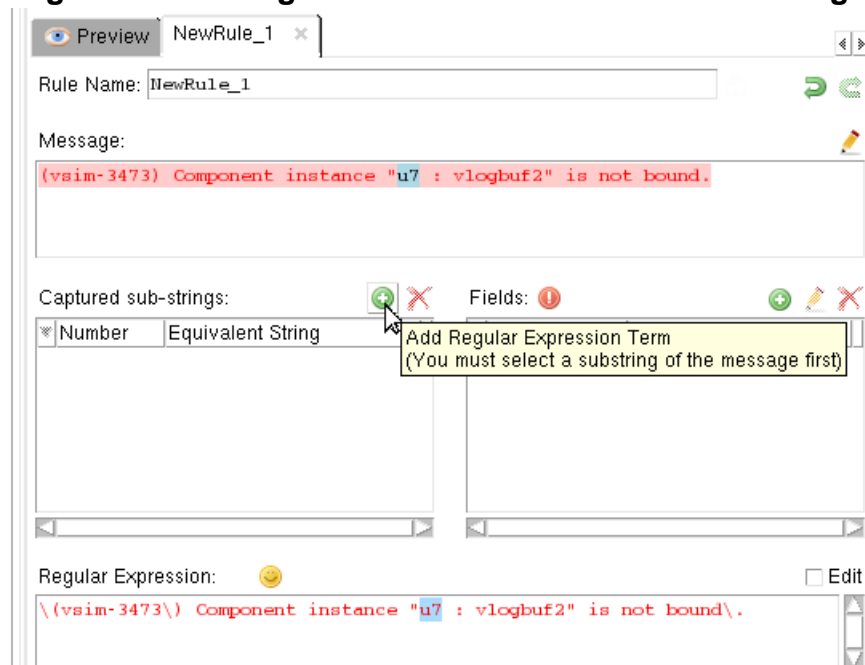 Preview NewRule_1
Rule Name: NewRule_1
Message:
(vsim-3473) Component instance "u7 : vlogbuf2" is not bound.
Captured sub-strings: Fields:
Number Equivalent String
Add Regular Expression Term
(You must select a substring of the message first)
Regular Expression: Edit
\(vsim-3473\) Component instance "u7 : vlogbuf2" is not bound\.